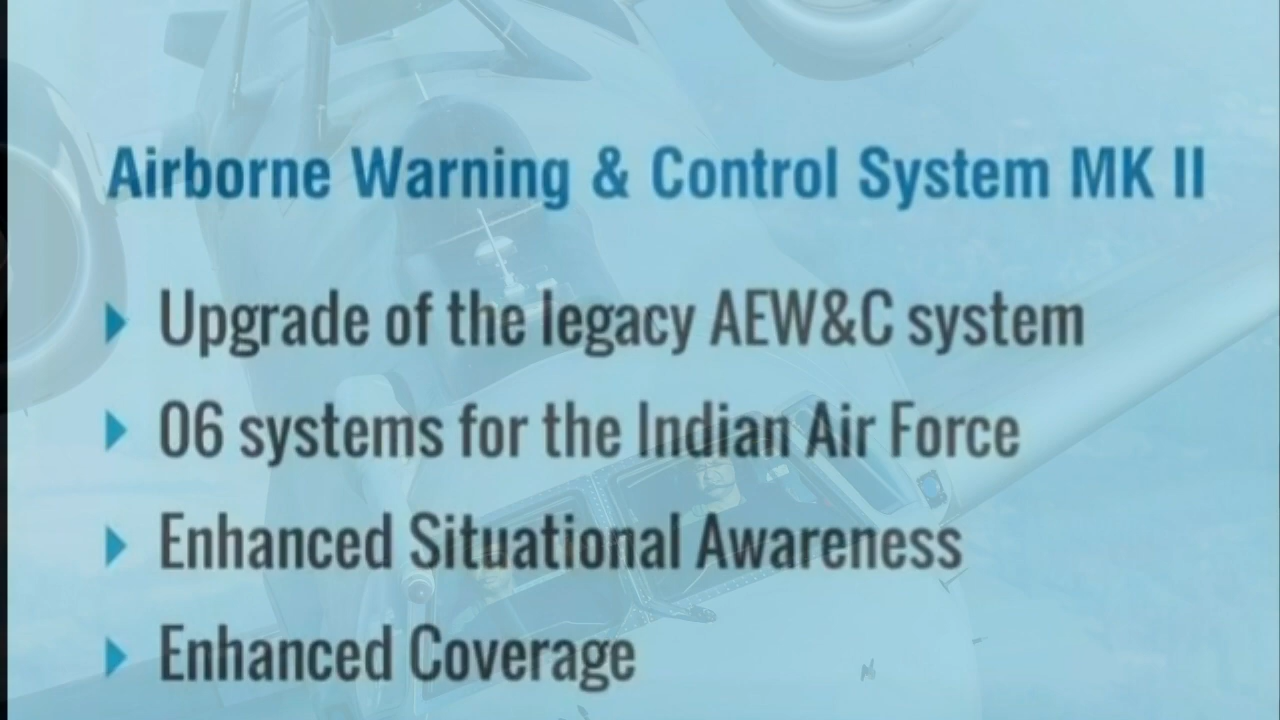 Airborne Warning & Control System MK II
Upgrade of the legacy AEW&C system
06 systems for the Indian Air Force
Enhanced Situational Awareness
Enhanced Coverage